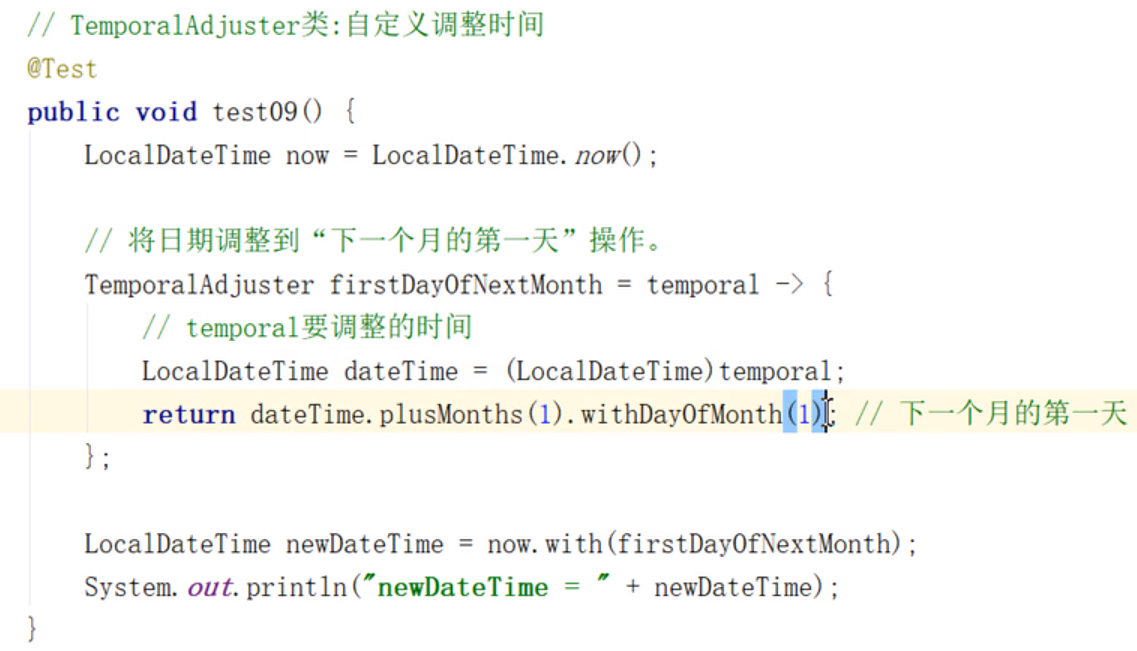 // TemporalAdjuster类:自定义调整时间
@Test
public void test09() {
LocalDateTime now = LocalDateTime.now();
// 将日期调整到“下一个月的第一天”操作。
TemporalAdjuster firstDayOfNextMonth = temporal -> {
// temporal要调整的时间
LocalDateTime dateTime = (LocalDateTime)temporal;
return dateTime.plusMonths(1).withDayOfMonth(1); // 下一个月的第一天
};
LocalDateTime newDateTime = now.with(firstDayOfNextMonth);
System.out.println("newDateTime = " + newDateTime);
}